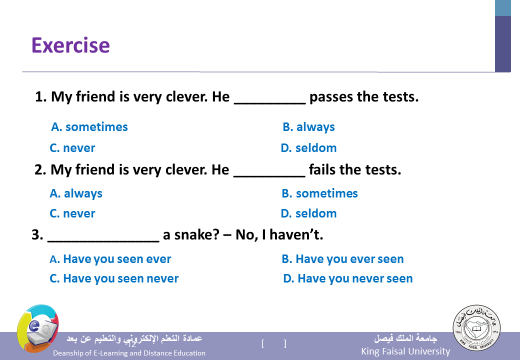 Exercise
1. My friend is very clever. He _________ passes the tests.
A. sometimes B. always
C. never D. seldom
2. My friend is very clever. He _________ fails the tests.
A. always B. sometimes
C. never D. seldom
3. ______________ a snake? – No, I haven't.
A. Have you seen ever B. Have you ever seen
C. Have you seen never D. Have you never seen
عمادة التعلم الإلكتروني والتعليم عن بعد
[ ]
جامعة الملك فيصل
Deanship of E-Learning and Distance Education
King Faisal University